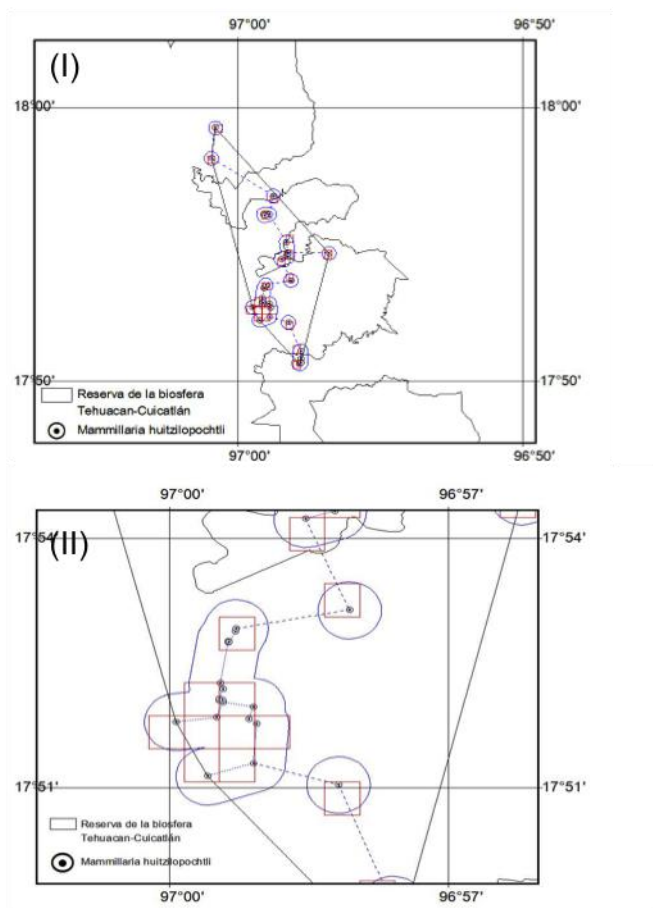 97°00' 96°50'
(I)
18°00' 18°00'
17°50' 17°50'
Reserva de la biosfera
Tehuacan-Cuicatlán
Mammillaria huitzilopochtli
97°00' 96°50'
97°00' 96°57'
17°54' (II) 17°54'
17°51' 17°51'
Reserva de la biosfera
Tehuacan-Cuicatlán
Mammillaria huitzilopochtli
97°00' 96°57'